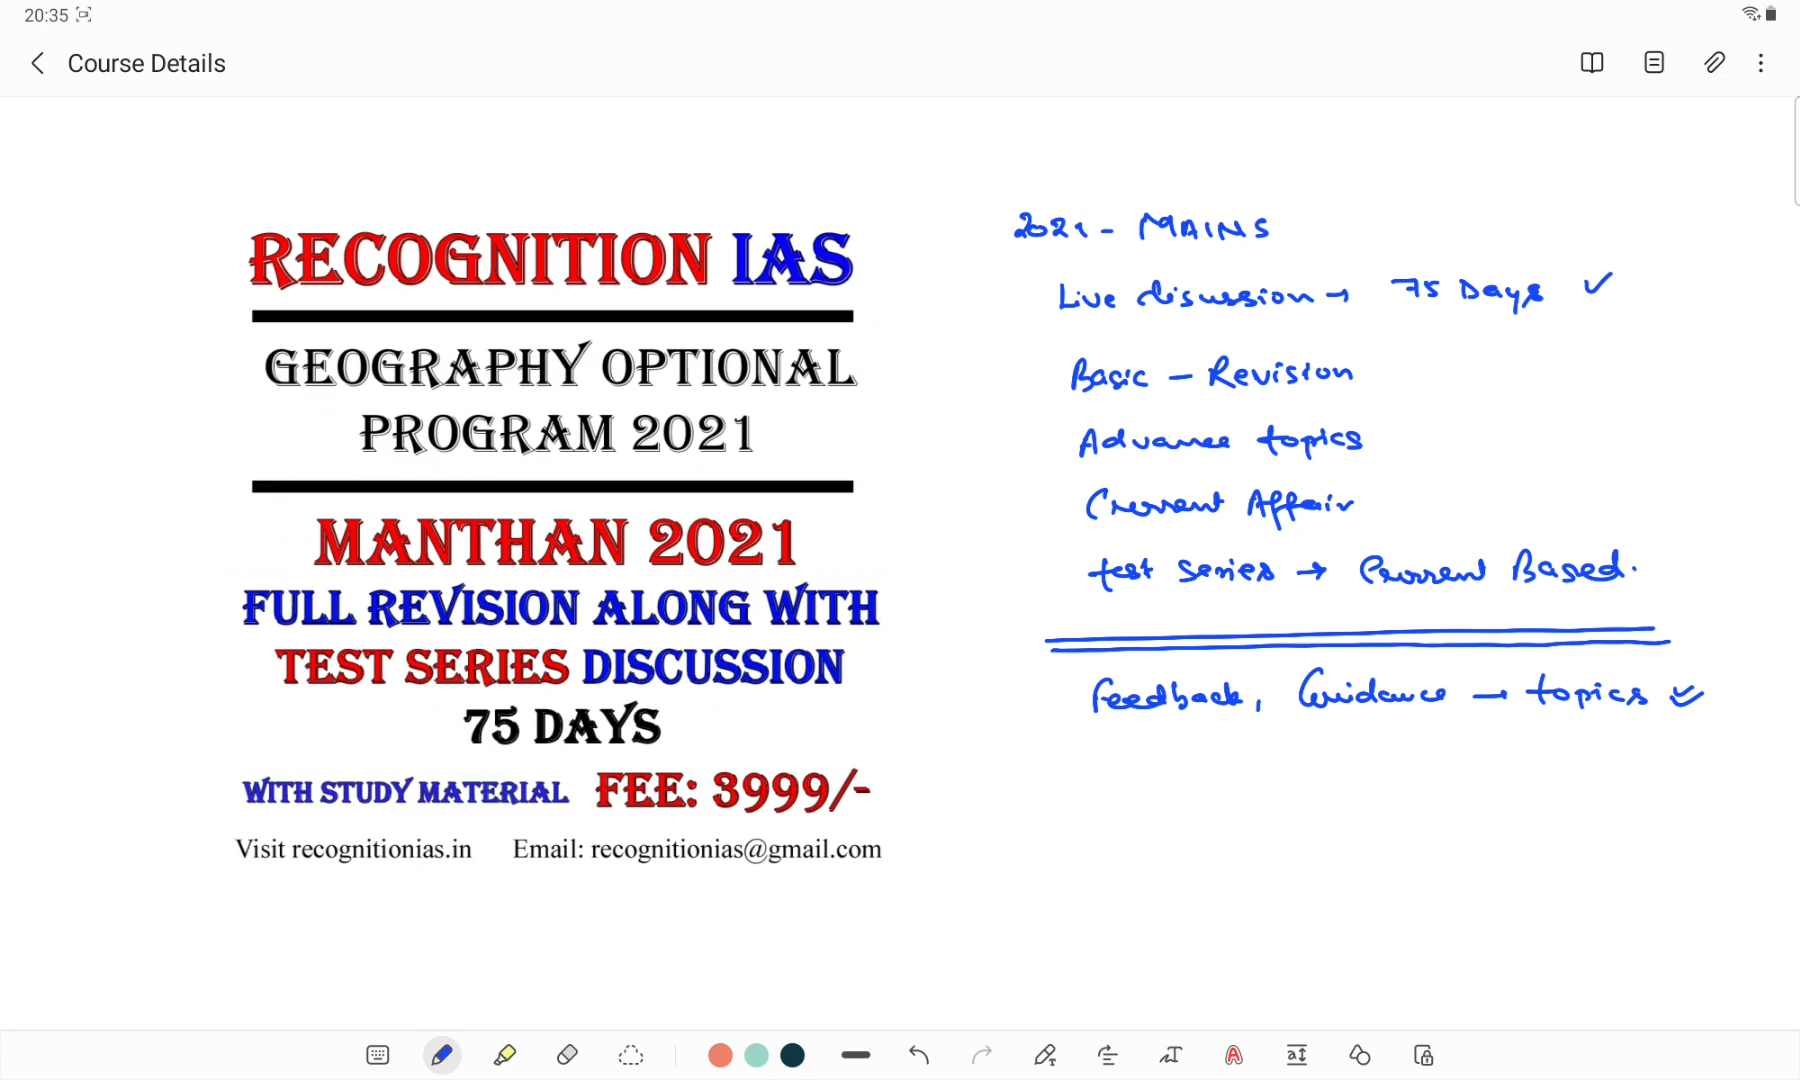 20:35
Course Details
RECOGNITION IAS
GEOGRAPHY OPTIONAL
PROGRAM 2021
MANTHAN 2021
FULL REVISION ALONG WITH
TEST SERIES DISCUSSION
75 DAYS
WITH STUDY MATERIAL FEE: 3999/-
Visit recognitionias.in Email: recognitionias@gmail.com
2021 - MAINS
Live discussion → 75 Days ✓
Basic - Revision
Advance topics
Current Affair
test series → Current Based.
Feedback, Guidance → topics ✓